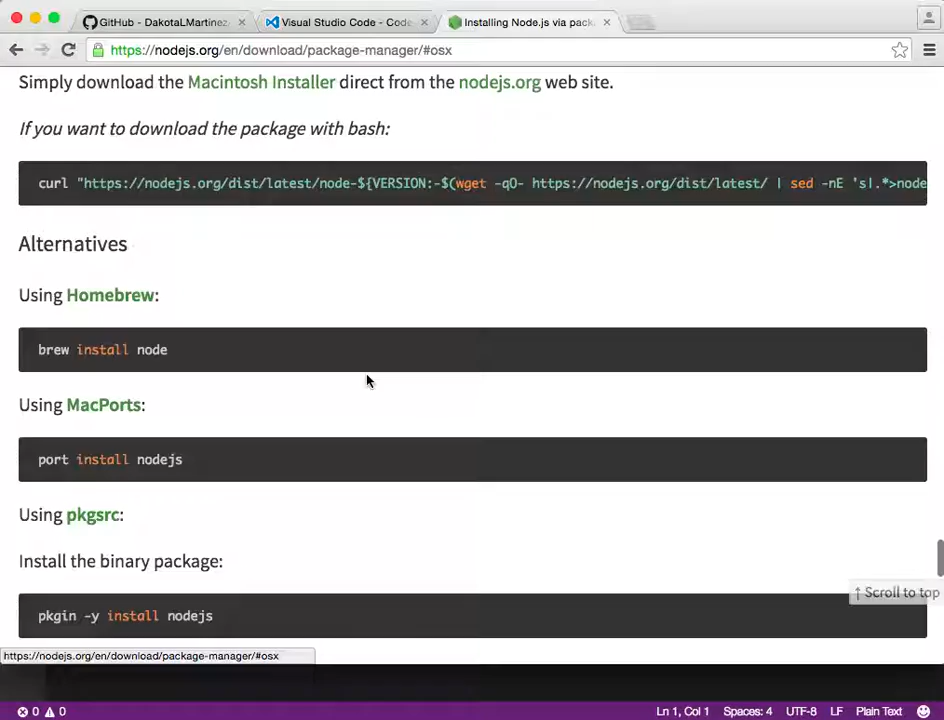 GitHub - DakotaLMartinez
Visual Studio Code - Code
Installing Node.js via pack
https://nodejs.org/en/download/package-manager/#osx
Simply download the Macintosh Installer direct from the nodejs.org web site.
If you want to download the package with bash:
curl "https://nodejs.org/dist/latest/node-${VERSION:-$(wget -qO- https://nodejs.org/dist/latest/ | sed -nE 's|.*>node
Alternatives
Using Homebrew:
brew install node
Using MacPorts:
port install nodejs
Using pkgsrc:
Install the binary package:
↑ Scroll to top
pkgin -y install nodejs
https://nodejs.org/en/download/package-manager/#osx
0 0 Ln 1, Col 1 Spaces: 4 UTF-8 LF Plain Text